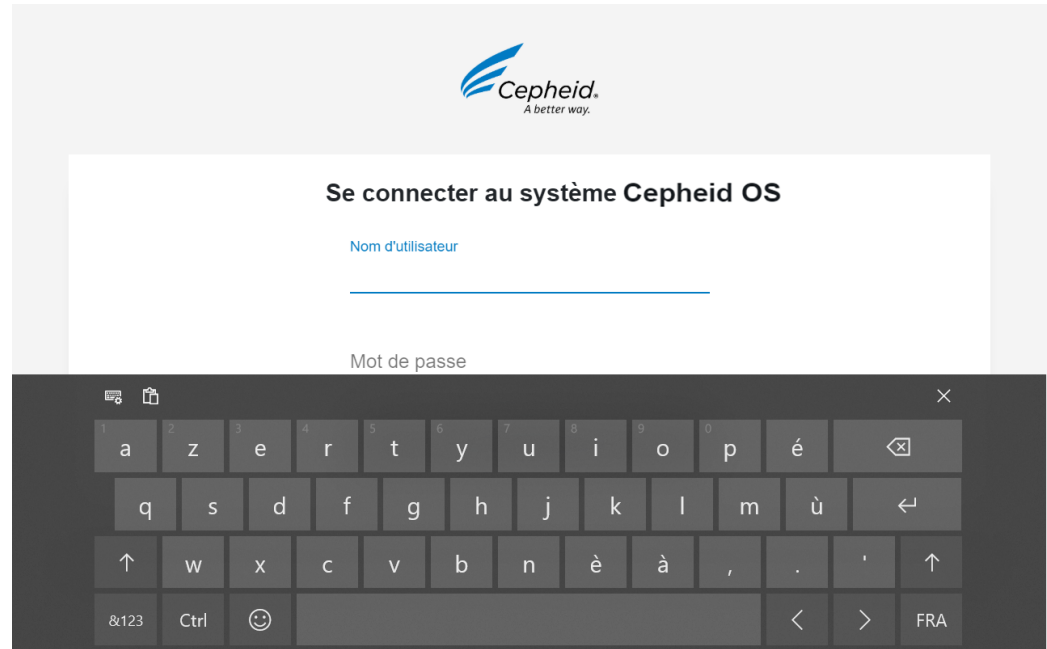 Cepheid®
A better way.
Se connecter au système Cepheid OS
Nom d'utilisateur
Mot de passe
1 a 2 z 3 e 4 r 5 t 6 y 7 u 8 i 9 o 0 p é
q s d f g h j k l m ù
w x c v b n è à , . '
&123 Ctrl FRA